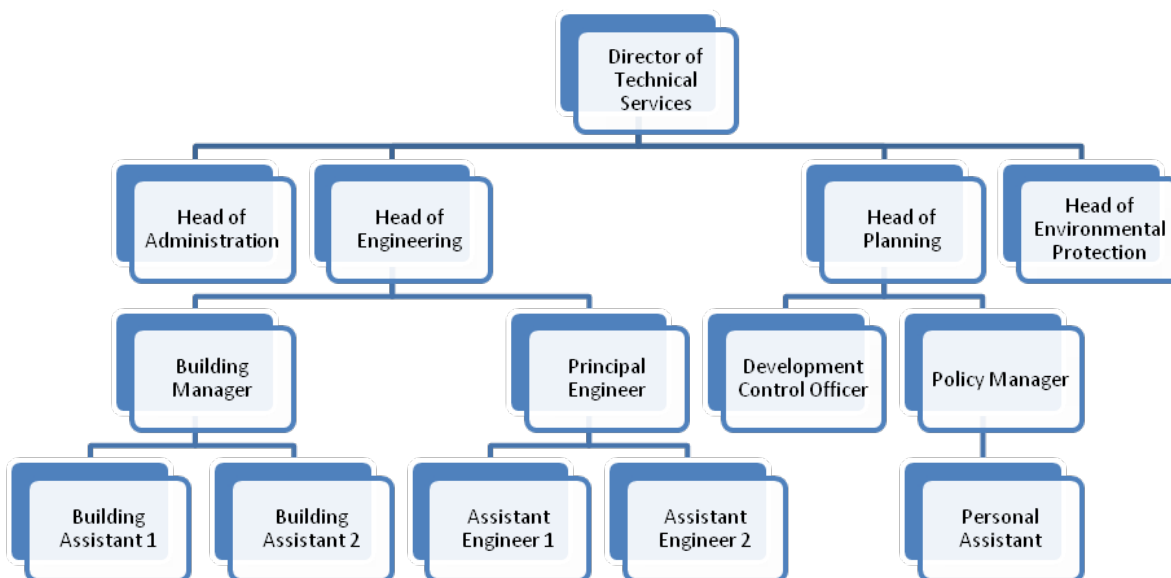 Director of
Technical
Services
Head of
Administration
Head of
Engineering
Head of
Planning
Head of
Environmental
Protection
Building
Manager
Principal
Engineer
Development
Control Officer
Policy Manager
Building
Assistant 1
Building
Assistant 2
Assistant
Engineer 1
Assistant
Engineer 2
Personal
Assistant